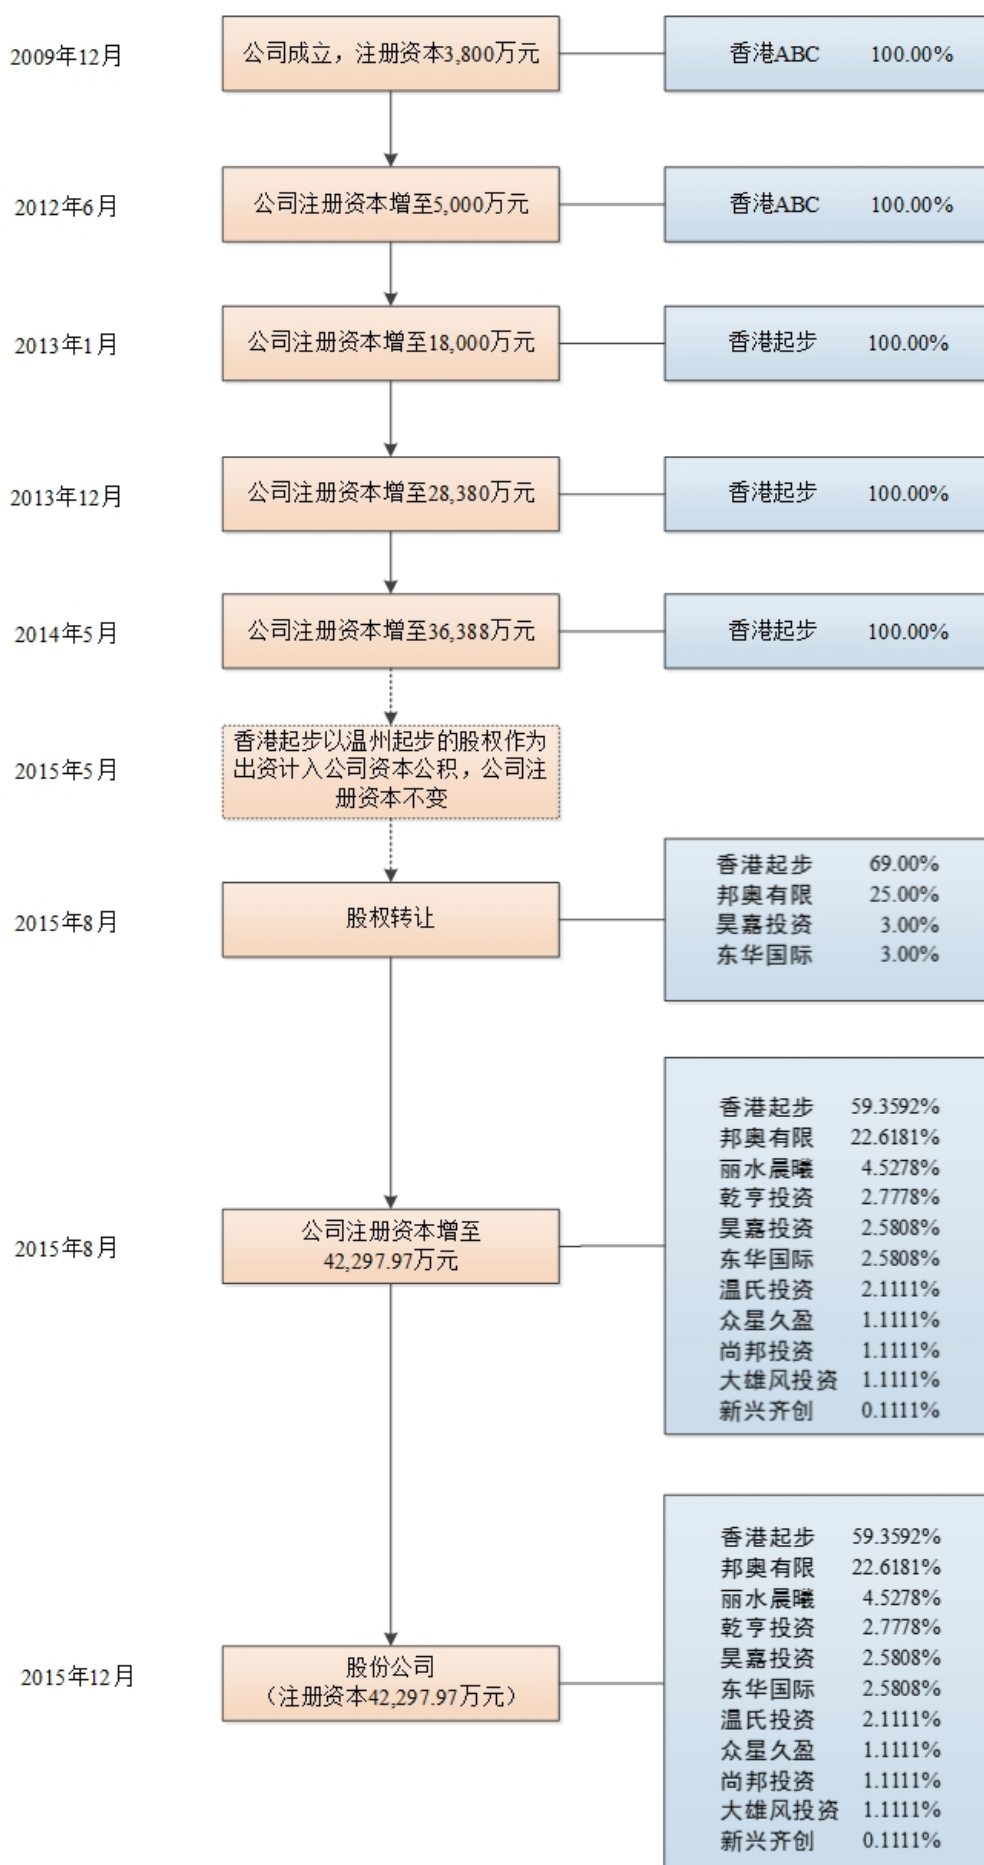 2009年12月
公司成立，注册资本3,800万元
香港ABC 100.00%
2012年6月
公司注册资本增至5,000万元
香港ABC 100.00%
2013年1月
公司注册资本增至18,000万元
香港起步 100.00%
2013年12月
公司注册资本增至28,380万元
香港起步 100.00%
2014年5月
公司注册资本增至36,388万元
香港起步 100.00%
2015年5月
香港起步以温州起步的股权作为
出资计入公司资本公积，公司注
册资本不变
2015年8月
股权转让
香港起步 69.00%
邦奥有限 25.00%
昊嘉投资 3.00%
东华国际 3.00%
2015年8月
公司注册资本增至
42,297.97万元
香港起步 59.3592%
邦奥有限 22.6181%
丽水晨曦 4.5278%
乾亨投资 2.7778%
昊嘉投资 2.5808%
东华国际 2.5808%
温氏投资 2.1111%
众星久盈 1.1111%
尚邦投资 1.1111%
大雄风投资 1.1111%
新兴齐创 0.1111%
2015年12月
股份公司
（注册资本42,297.97万元）
香港起步 59.3592%
邦奥有限 22.6181%
丽水晨曦 4.5278%
乾亨投资 2.7778%
昊嘉投资 2.5808%
东华国际 2.5808%
温氏投资 2.1111%
众星久盈 1.1111%
尚邦投资 1.1111%
大雄风投资 1.1111%
新兴齐创 0.1111%